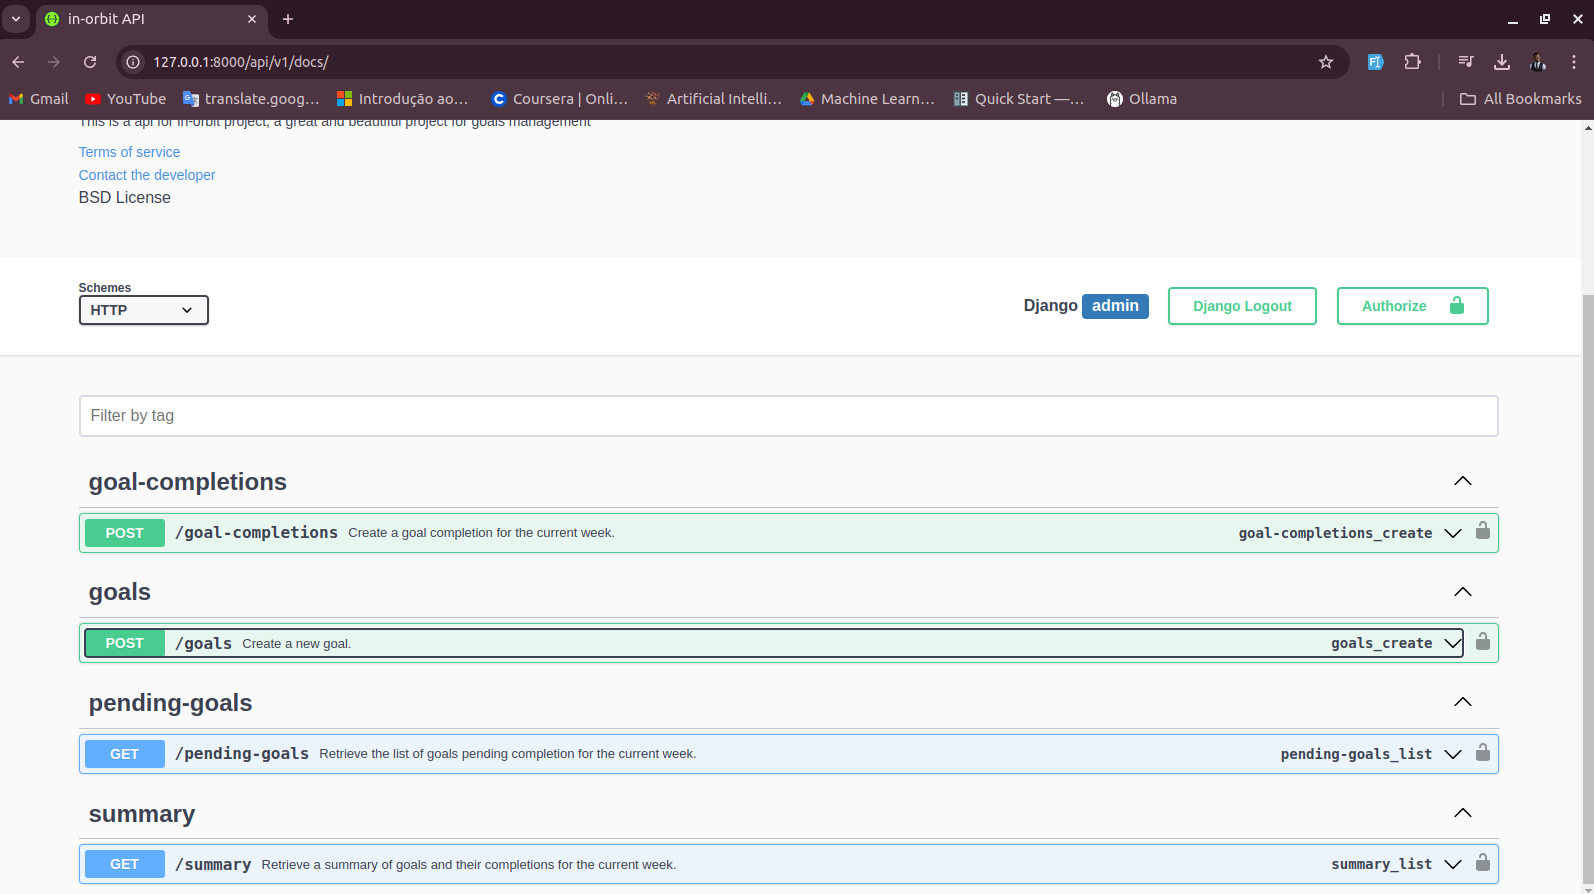 in-orbit API
127.0.0.1:8000/api/v1/docs/
Gmail YouTube translate.goog... Introdução ao... Coursera | Onli... Artificial Intelli... Machine Learn... Quick Start —... Ollama All Bookmarks
This is a api for in-orbit project, a great and beautiful project for goals management
Terms of service
Contact the developer
BSD License
Schemes
HTTP
Django admin Django Logout Authorize
Filter by tag
goal-completions
POST /goal-completions Create a goal completion for the current week. goal-completions_create
goals
POST /goals Create a new goal. goals_create
pending-goals
GET /pending-goals Retrieve the list of goals pending completion for the current week. pending-goals_list
summary
GET /summary Retrieve a summary of goals and their completions for the current week. summary_list